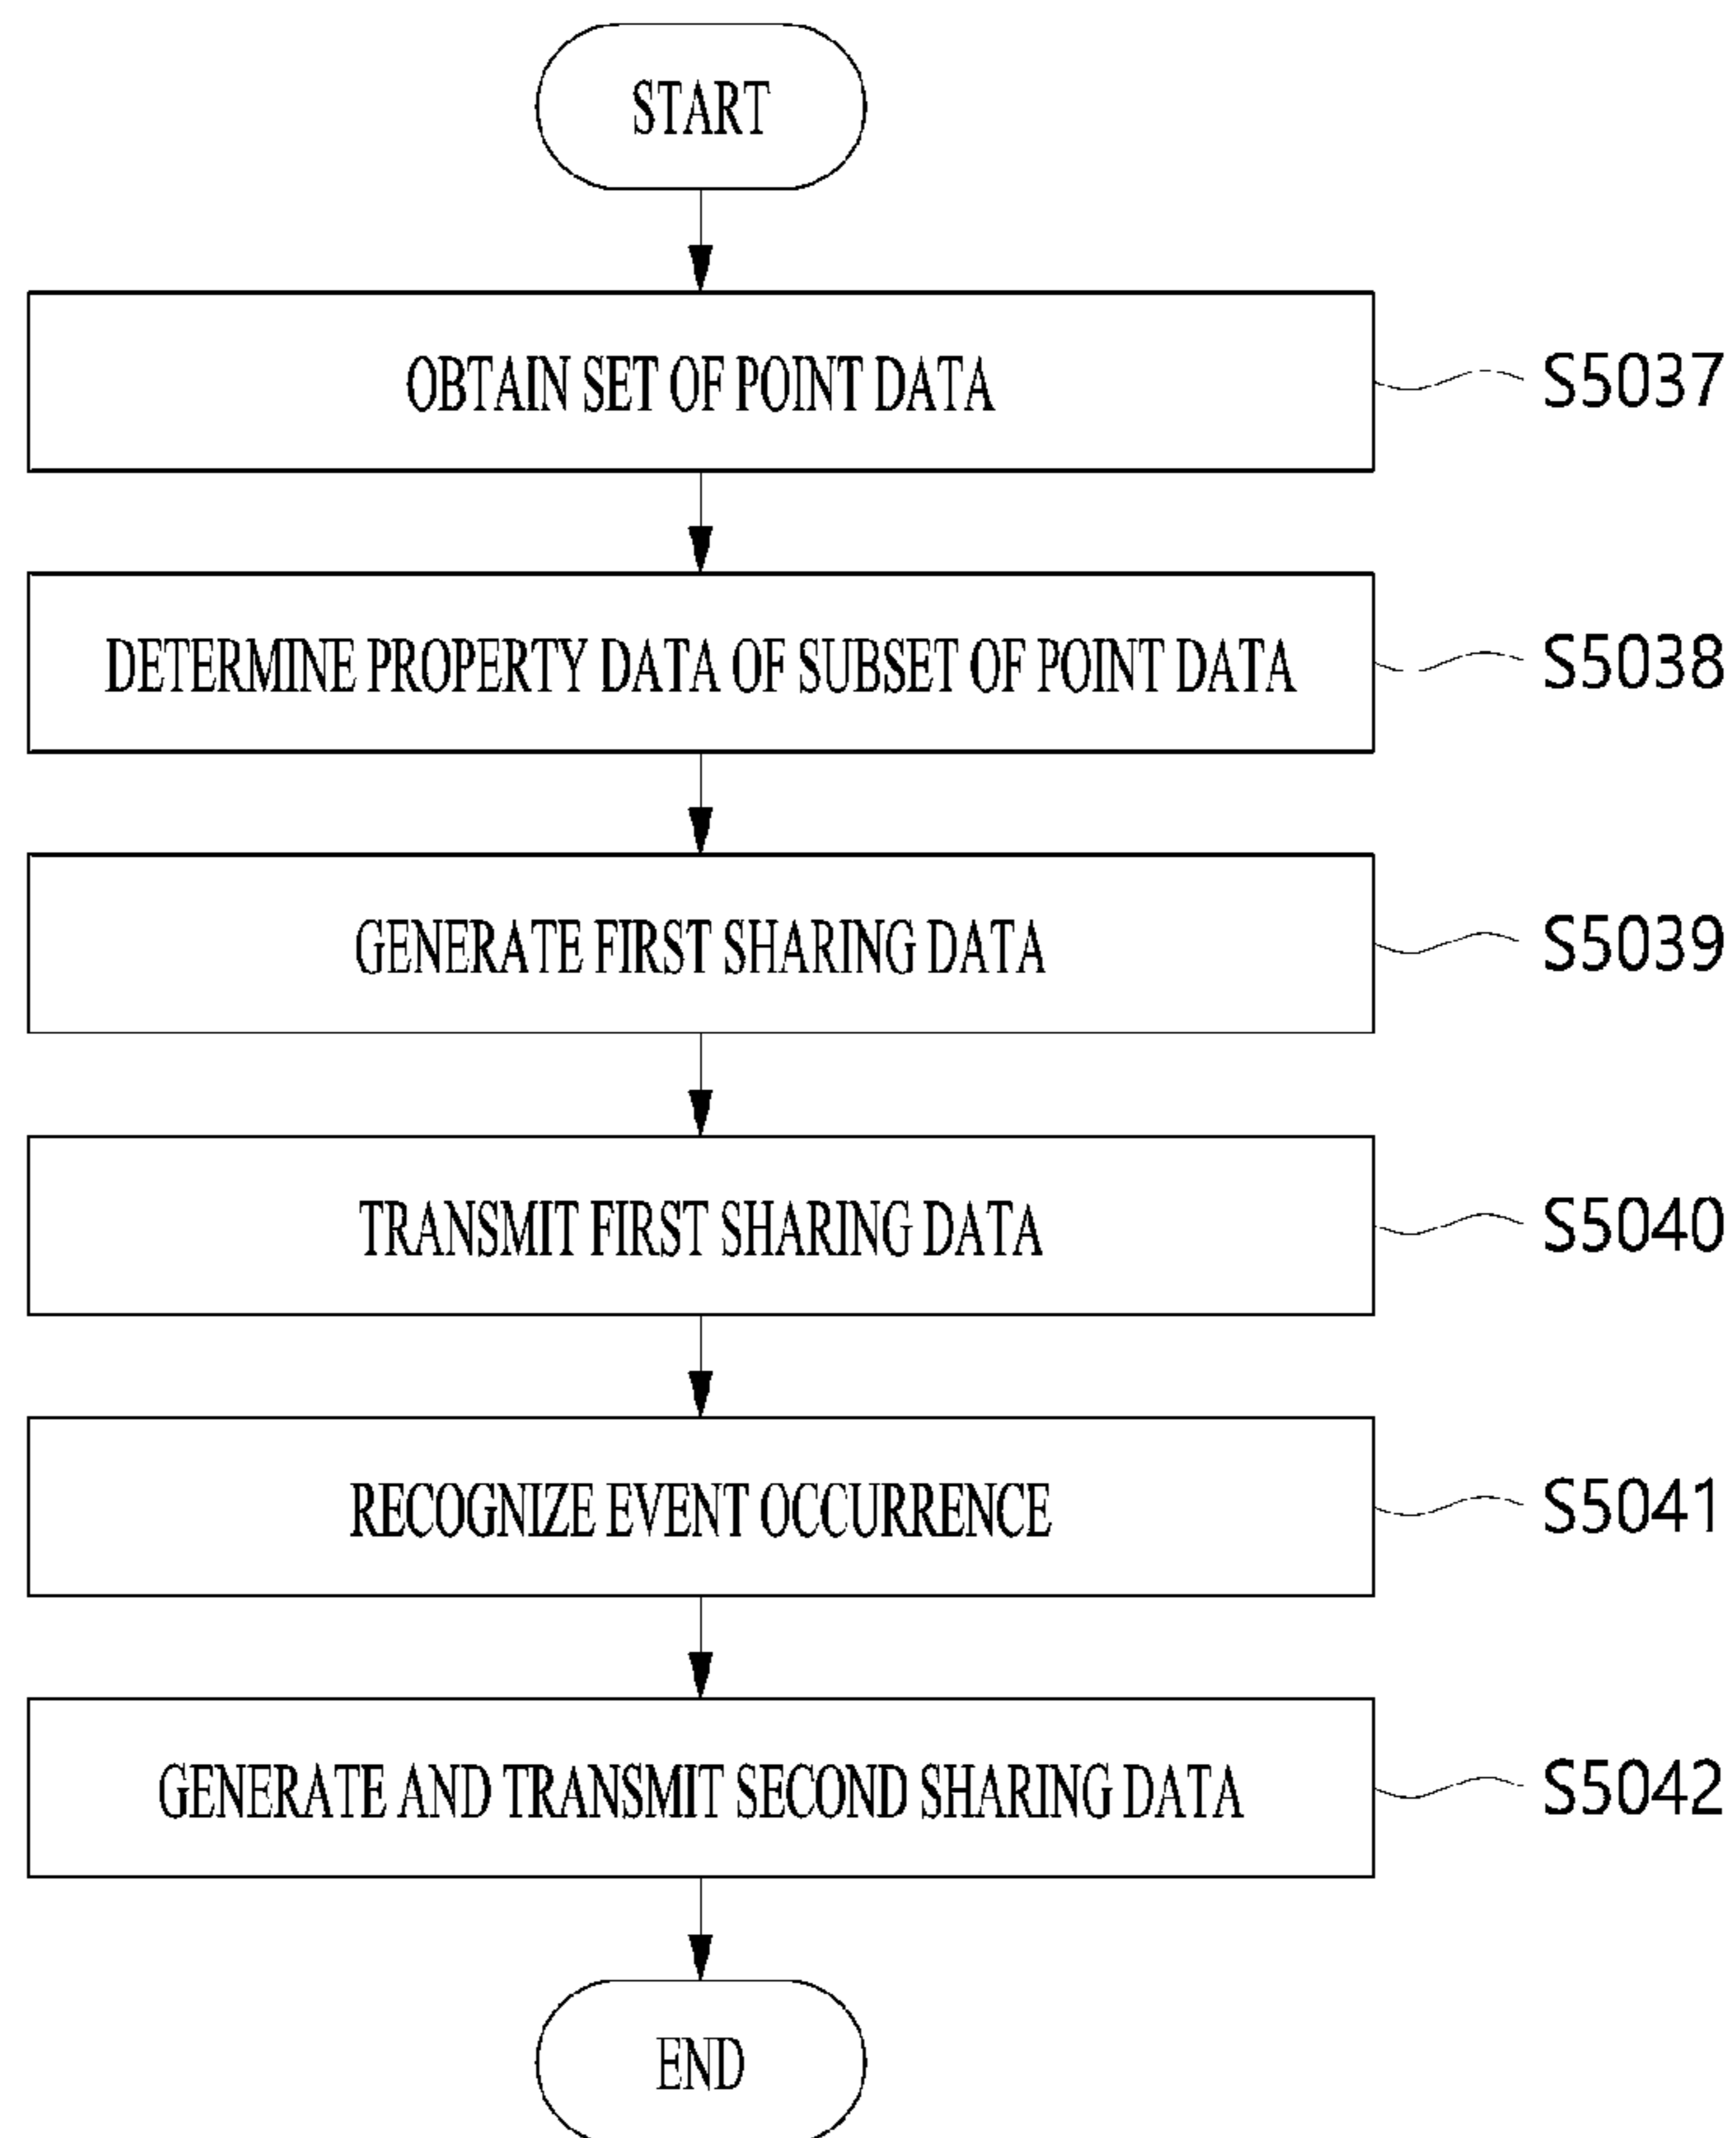 START
OBTAIN SET OF POINT DATA
S5037
DETERMINE PROPERTY DATA OF SUBSET OF POINT DATA
S5038
GENERATE FIRST SHARING DATA
S5039
TRANSMIT FIRST SHARING DATA
S5040
RECOGNIZE EVENT OCCURRENCE
S5041
GENERATE AND TRANSMIT SECOND SHARING DATA
S5042
END